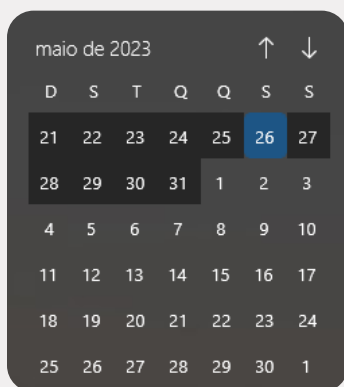 maio de 2023 ↑ ↓
D S T Q Q S S
21 22 23 24 25 26 27
28 29 30 31 1 2 3
4 5 6 7 8 9 10
11 12 13 14 15 16 17
18 19 20 21 22 23 24
25 26 27 28 29 30 1